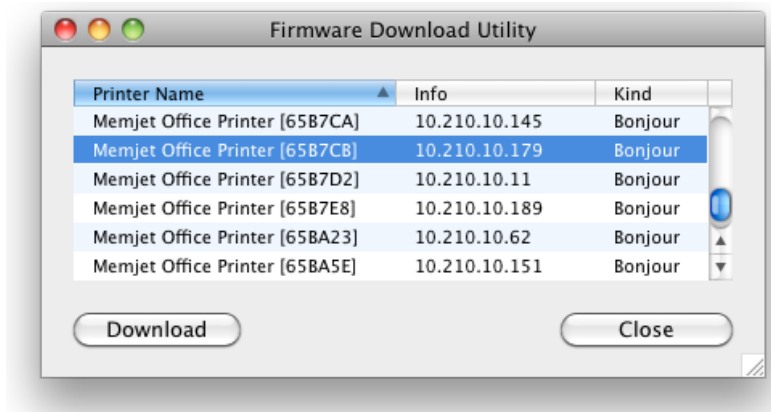 Firmware Download Utility
Printer Name Info Kind
Memjet Office Printer [65B7CA] 10.210.10.145 Bonjour
Memjet Office Printer [65B7CB] 10.210.10.179 Bonjour
Memjet Office Printer [65B7D2] 10.210.10.11 Bonjour
Memjet Office Printer [65B7E8] 10.210.10.189 Bonjour
Memjet Office Printer [65BA23] 10.210.10.62 Bonjour
Memjet Office Printer [65BA5E] 10.210.10.151 Bonjour
Download Close